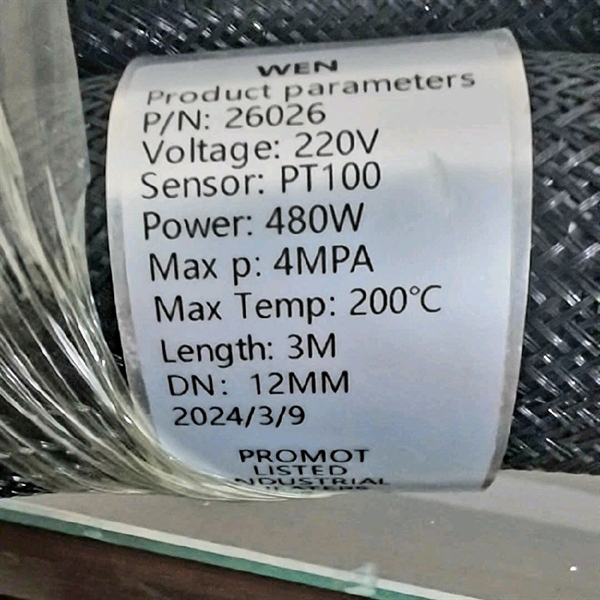 WEN
Product parameters
P/N: 26026
Voltage: 220V
Sensor: PT100
Power: 480W
Max p: 4MPA
Max Temp: 200℃
Length: 3M
DN: 12MM
2024/3/9
PROMOT
LISTED
INDUSTRIAL